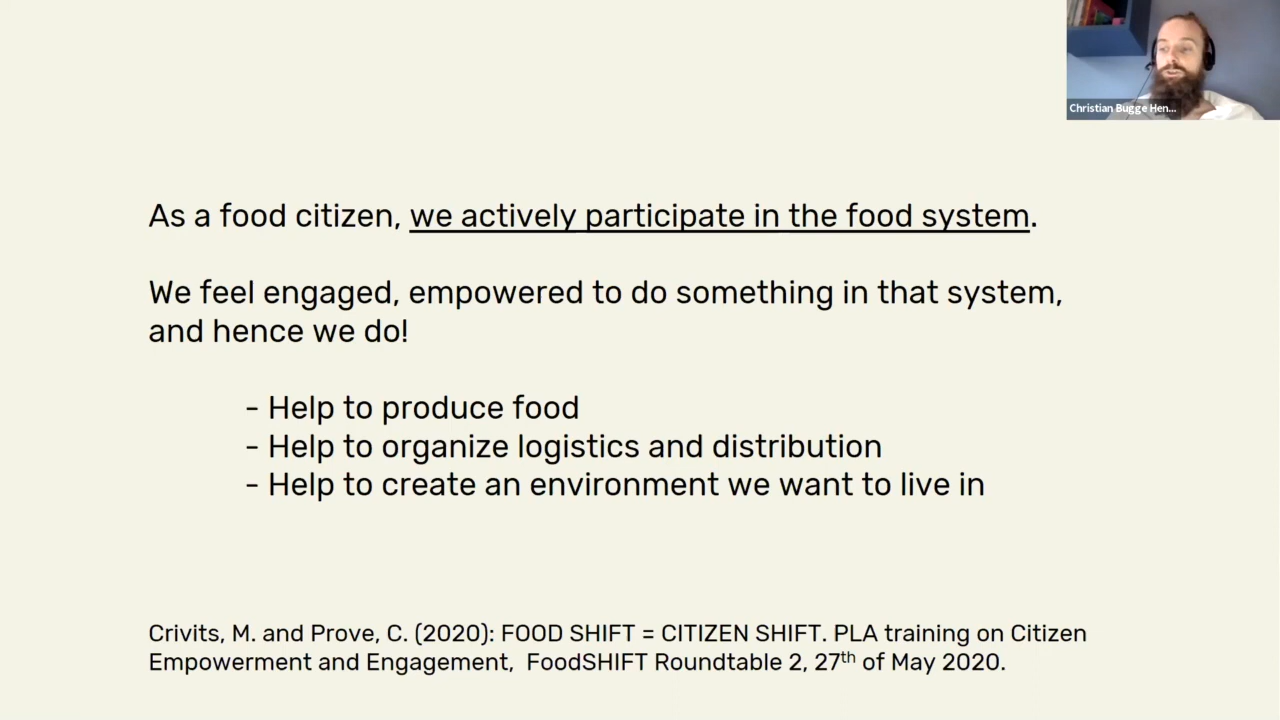 Christian Bugge Hen...
As a food citizen, we actively participate in the food system.
We feel engaged, empowered to do something in that system,
and hence we do!
- Help to produce food
- Help to organize logistics and distribution
- Help to create an environment we want to live in
Crivits, M. and Prove, C. (2020): FOOD SHIFT = CITIZEN SHIFT. PLA training on Citizen
Empowerment and Engagement, FoodSHIFT Roundtable 2, 27th of May 2020.